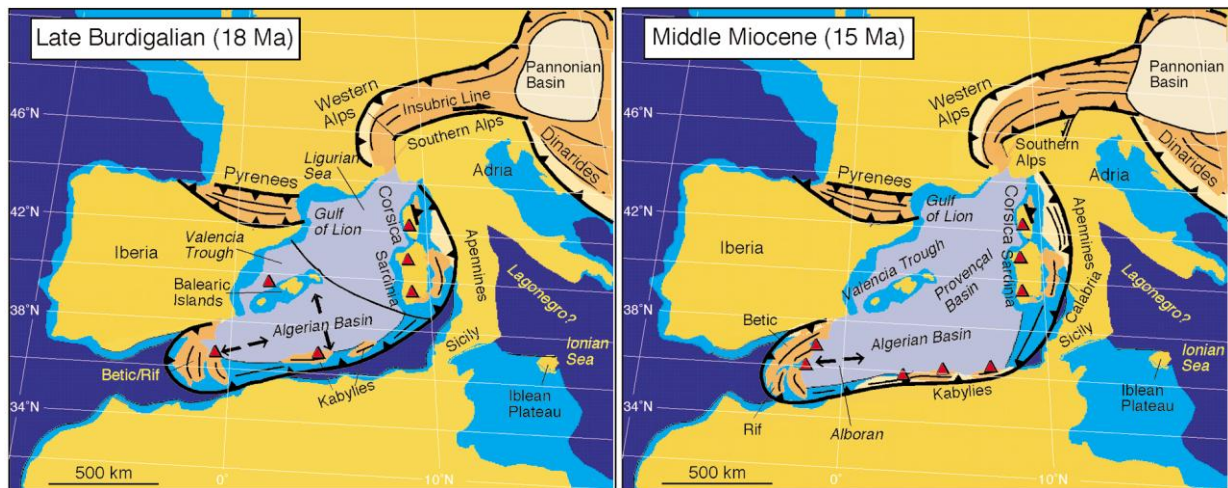 Late Burdigalian (18 Ma)
Pannonian
Basin
Western
Alps
Insubric Line
Southern Alps
46°N
Ligurian
Sea
Dinarides
Adria
Pyrenees
Gulf
of Lion
Corsica
42°N
Valencia
Trough
Iberia
Apennines
Sardinia
Balearic
Islands
Lagonegro?
38°N
Algerian Basin
Sicily
Ionian
Sea
Betic/Rif
Kabylies
Iblean
Plateau
34°N
500 km
0°
10°N
Middle Miocene (15 Ma)
Pannonian
Basin
Western
Alps
46°N
Southern
Alps
Dinarides
Adria
Pyrenees
Gulf
of Lion
Corsica
42°N
Apennines
Iberia
Valencia Trough
Provençal
Basin
Sardinia
Lagonegro?
Calabria
38°N
Betic
Algerian Basin
Sicily
Ionian
Sea
Kabylies
Iblean
Plateau
34°N
Rif
Alboran
500 km
0°
10°N